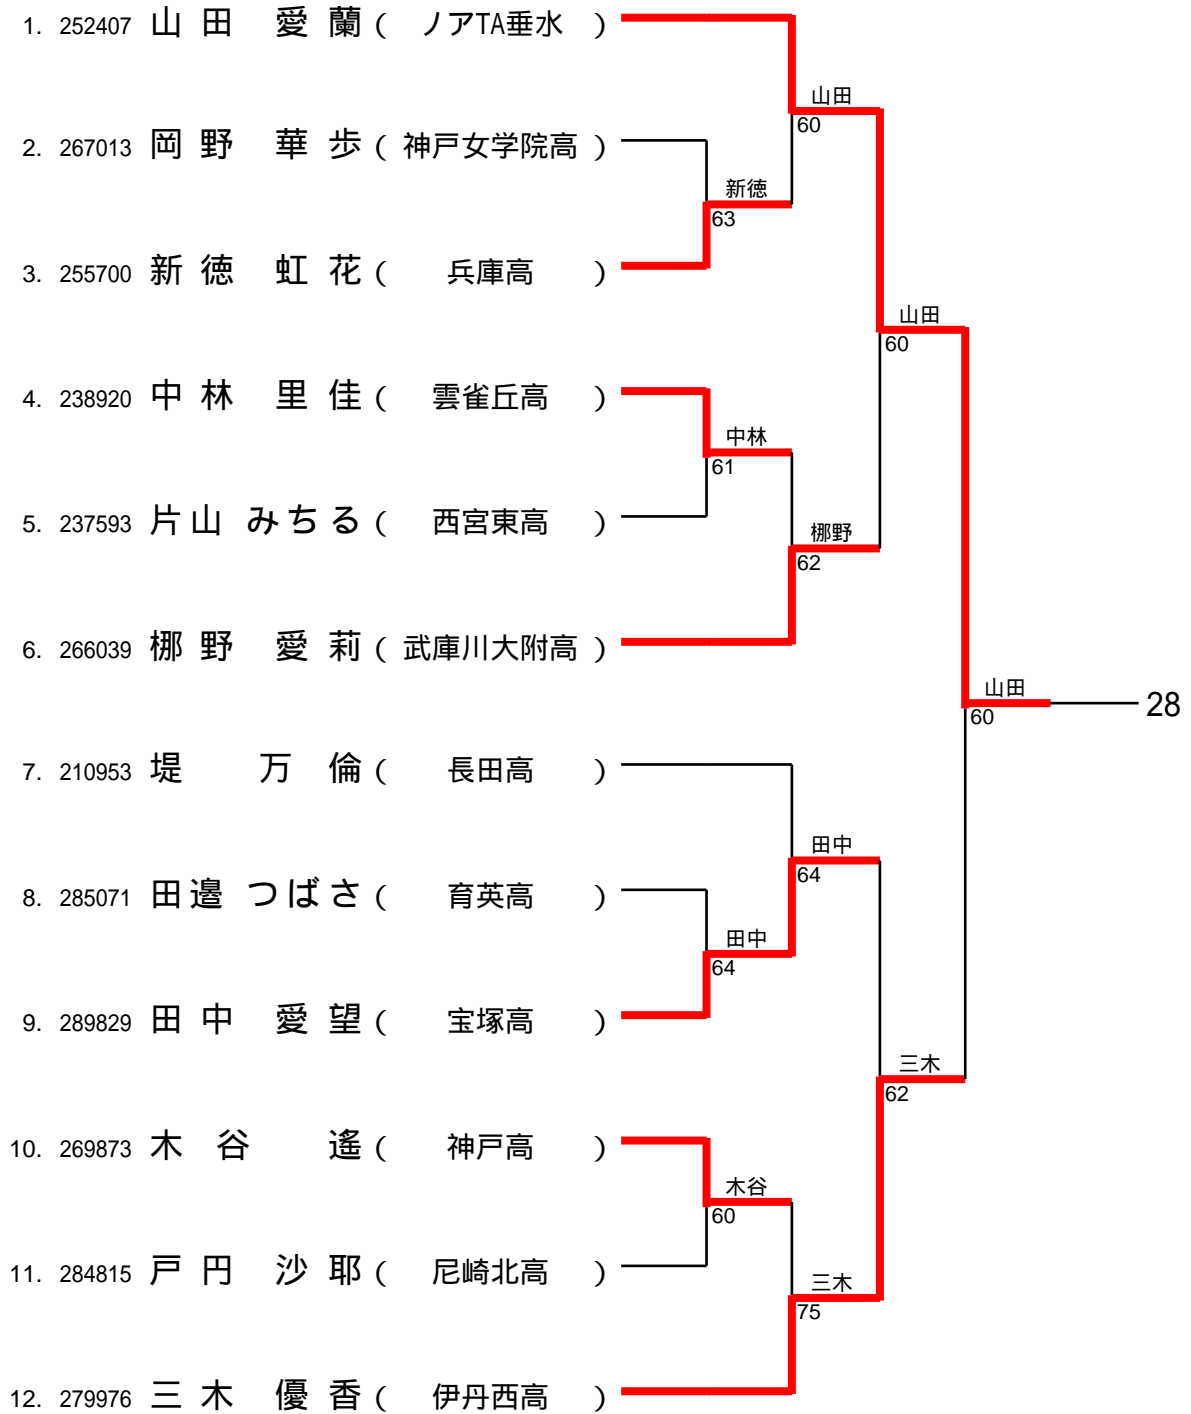 1. 252407 山田 愛蘭 ( ノアTA垂水 )
山田
60
2. 267013 岡野 華歩 ( 神戸女学院高 )
新徳
63
3. 255700 新徳 虹花 ( 兵庫高 )
山田
60
4. 238920 中林 里佳 ( 雲雀丘高 )
中林
61
5. 237593 片山 みちる ( 西宮東高 )
梛野
62
6. 266039 梛野 愛莉 ( 武庫川大附高 )
山田
60
28
7. 210953 堤 万倫 ( 長田高 )
田中
64
8. 285071 田邉 つばさ ( 育英高 )
田中
64
9. 289829 田中 愛望 ( 宝塚高 )
三木
62
10. 269873 木谷 遙 ( 神戸高 )
木谷
60
11. 284815 戸円 沙耶 ( 尼崎北高 )
三木
75
12. 279976 三木 優香 ( 伊丹西高 )